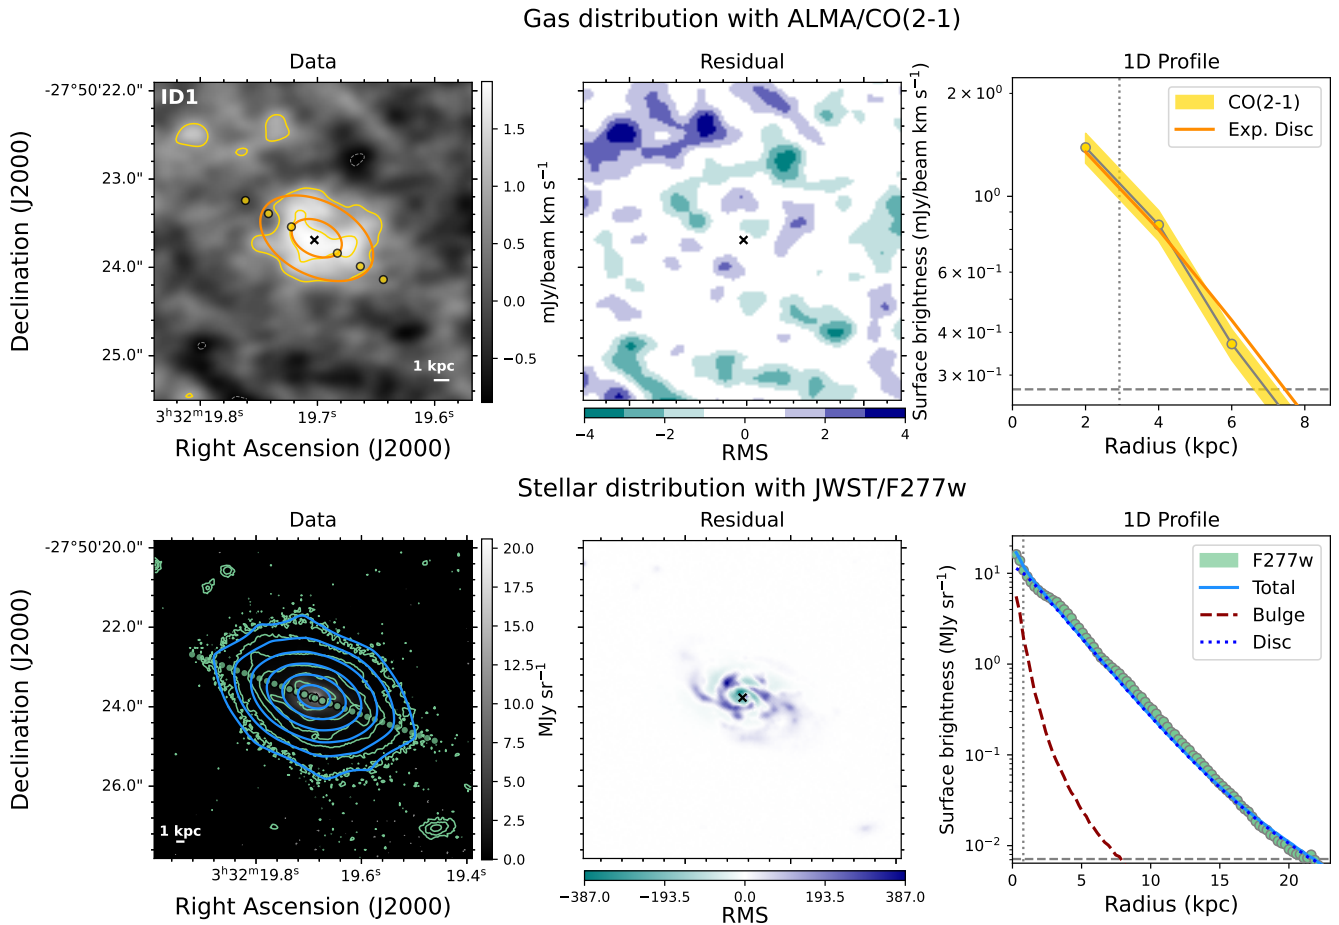 Gas distribution with ALMA/CO(2-1)
Data
Residual
1D Profile
ID1
-27°50'22.0"
23.0"
24.0"
25.0"
Declination (J2000)
1 kpc
3ʰ32ᵐ19.8ˢ
19.7ˢ
19.6ˢ
Right Ascension (J2000)
1.5
1.0
0.5
0.0
−0.5
mJy/beam km s⁻¹
−4
−2
0
2
4
RMS
Surface brightness (mJy/beam km s⁻¹)
2 × 10⁰
10⁰
6 × 10⁻¹
4 × 10⁻¹
3 × 10⁻¹
CO(2-1)
Exp. Disc
0
2
4
6
8
Radius (kpc)
Stellar distribution with JWST/F277w
Data
Residual
1D Profile
-27°50'20.0"
22.0"
24.0"
26.0"
Declination (J2000)
1 kpc
3ʰ32ᵐ19.8ˢ
19.6ˢ
19.4ˢ
Right Ascension (J2000)
20.0
17.5
15.0
12.5
10.0
7.5
5.0
2.5
0.0
MJy sr⁻¹
−387.0
−193.5
0.0
193.5
387.0
RMS
Surface brightness (MJy sr⁻¹)
10¹
10⁰
10⁻¹
10⁻²
F277w
Total
Bulge
Disc
0
5
10
15
20
Radius (kpc)